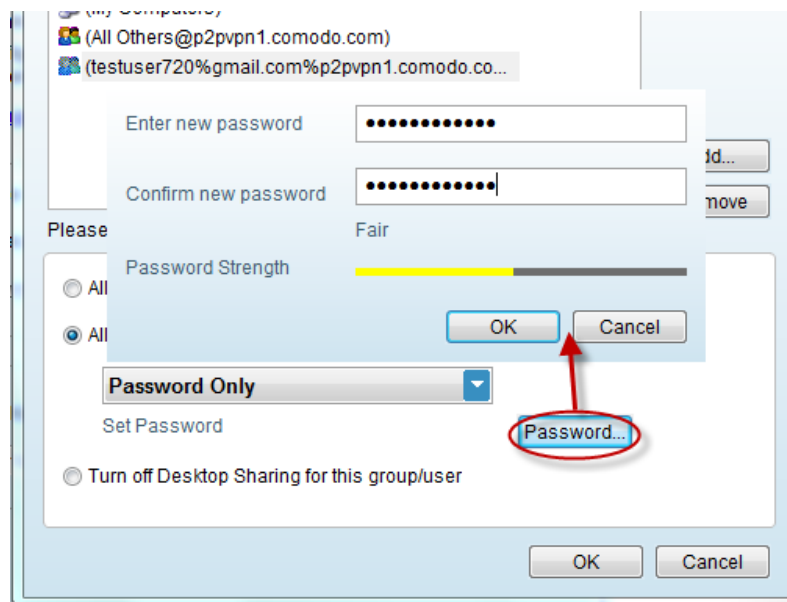 (My Computers)
(All Others@p2pvpn1.comodo.com)
(testuser720%gmail.com%p2pvpn1.comodo.co...
Enter new password
Confirm new password
Fair
Please
Password Strength
All
OK Cancel
All
Password Only
Set Password
Password...
Turn off Desktop Sharing for this group/user
OK Cancel